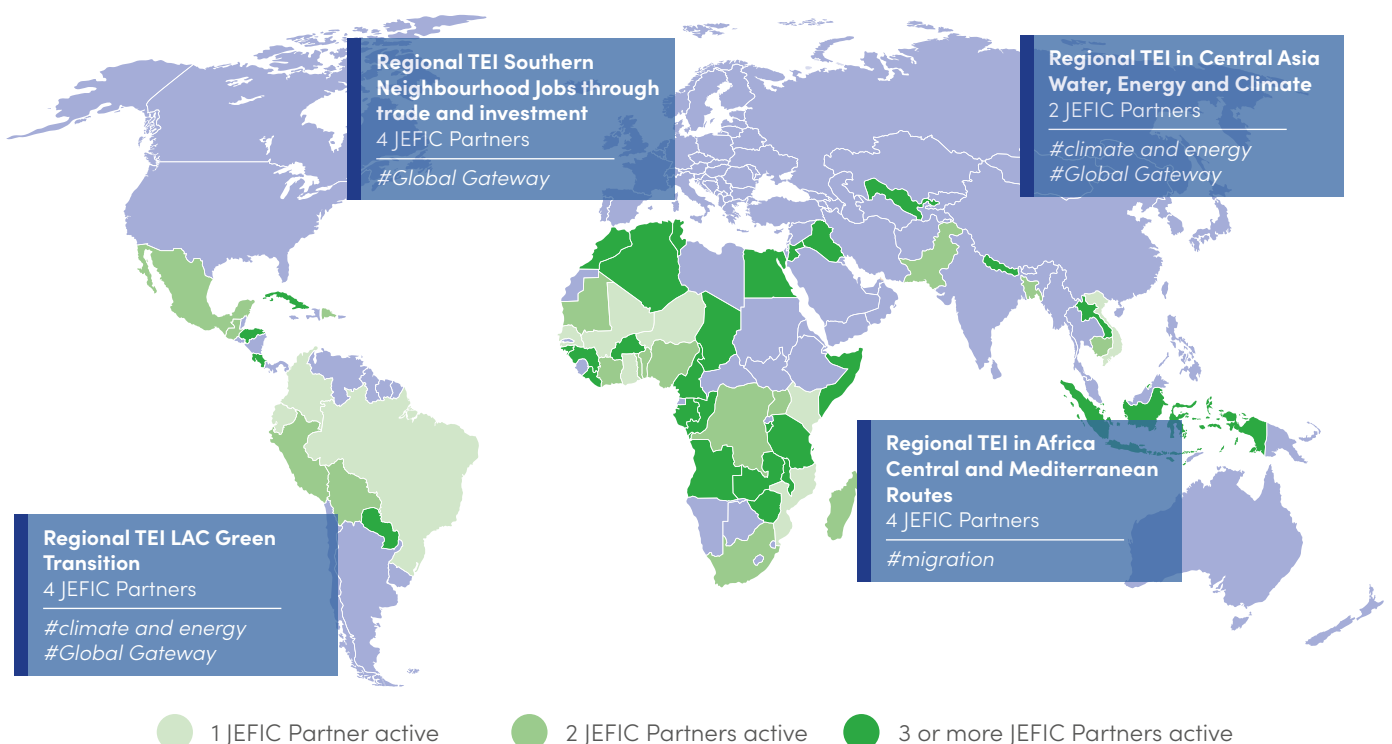 Regional TEI Southern
Neighbourhood Jobs through
trade and investment
4 JEFIC Partners
#Global Gateway
Regional TEI in Central Asia
Water, Energy and Climate
2 JEFIC Partners
#climate and energy
#Global Gateway
Regional TEI in Africa
Central and Mediterranean
Routes
4 JEFIC Partners
#migration
Regional TEI LAC Green
Transition
4 JEFIC Partners
#climate and energy
#Global Gateway
1 JEFIC Partner active
2 JEFIC Partners active
3 or more JEFIC Partners active